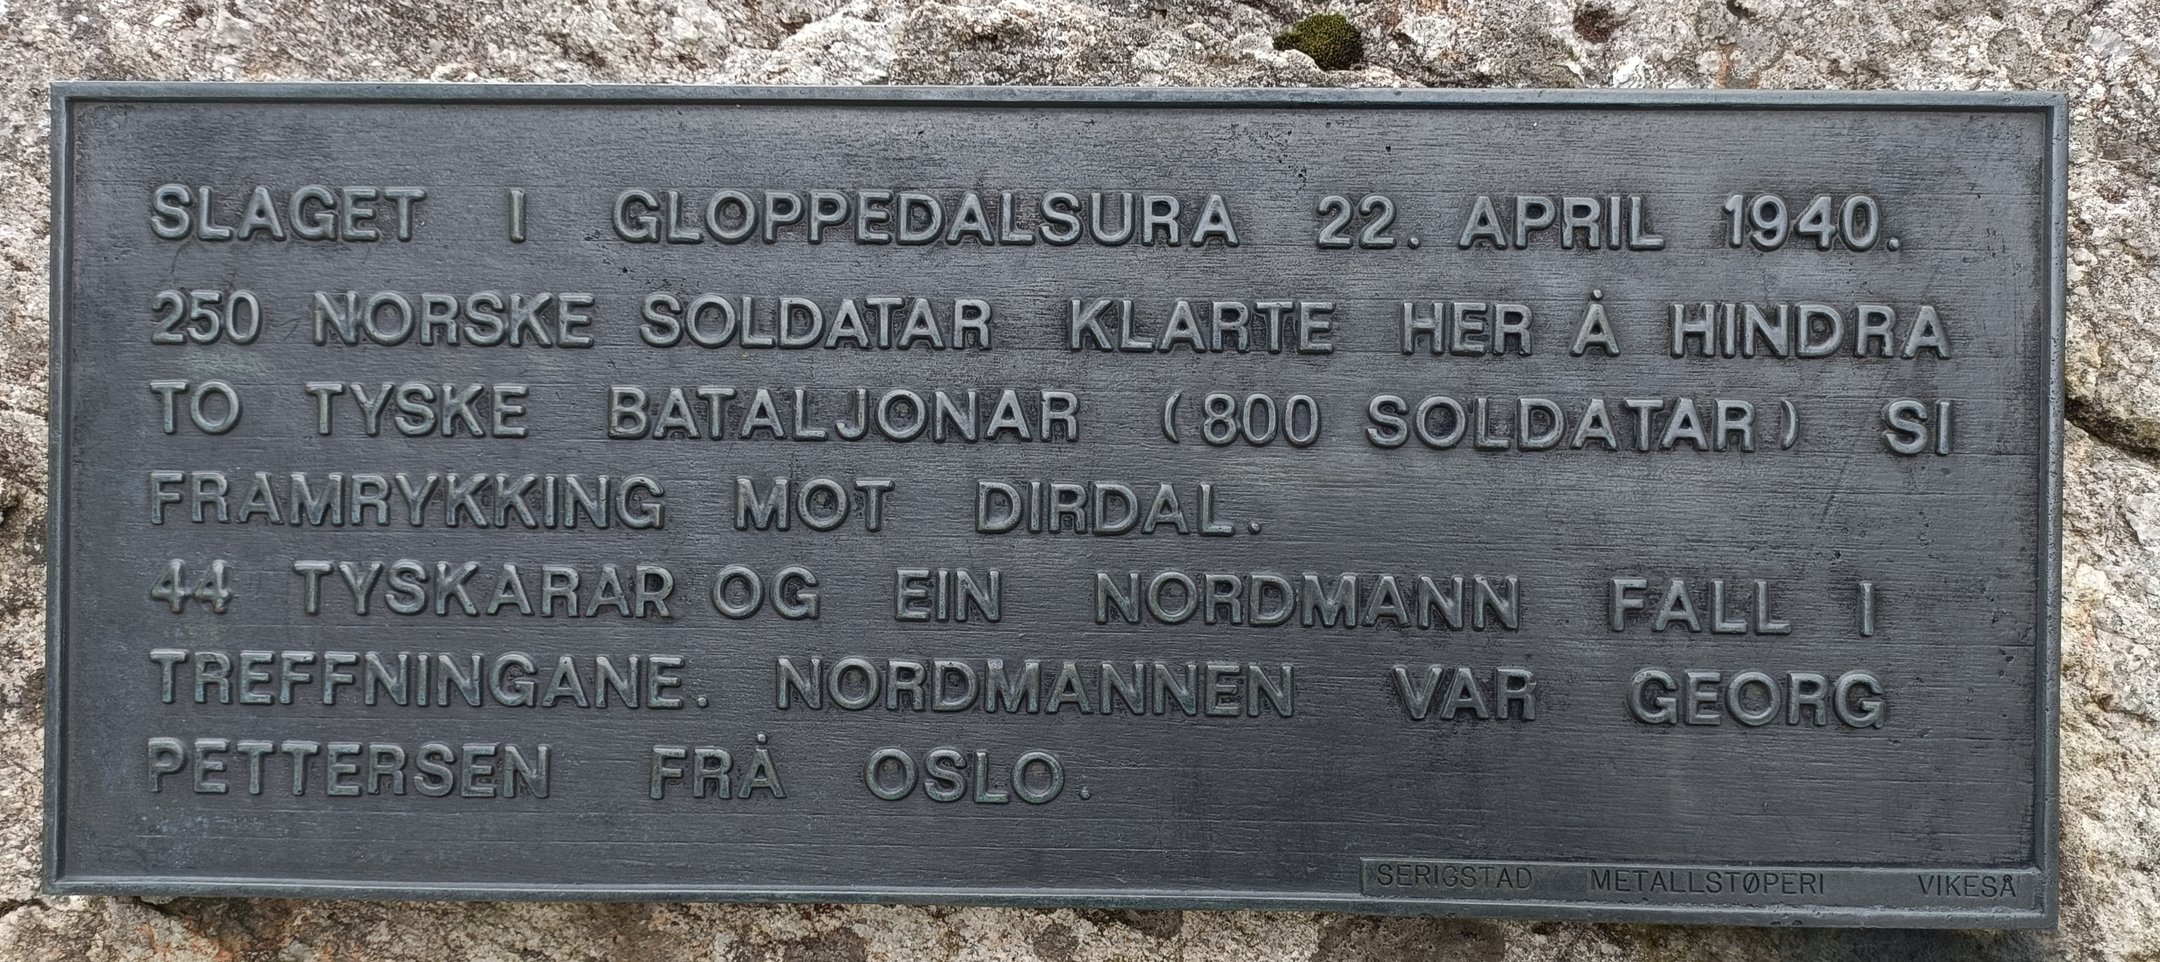 SLAGET I GLOPPEDALSURA 22. APRIL 1940.
250 NORSKE SOLDATAR KLARTE HER Å HINDRA
TO TYSKE BATALJONAR (800 SOLDATAR) SI
FRAMRYKKING MOT DIRDAL.
44 TYSKARAR OG EIN NORDMANN FALL I
TREFFNINGANE. NORDMANNEN VAR GEORG
PETTERSEN FRÅ OSLO.
SERIGSTAD METALLSTØPERI VIKESÅ